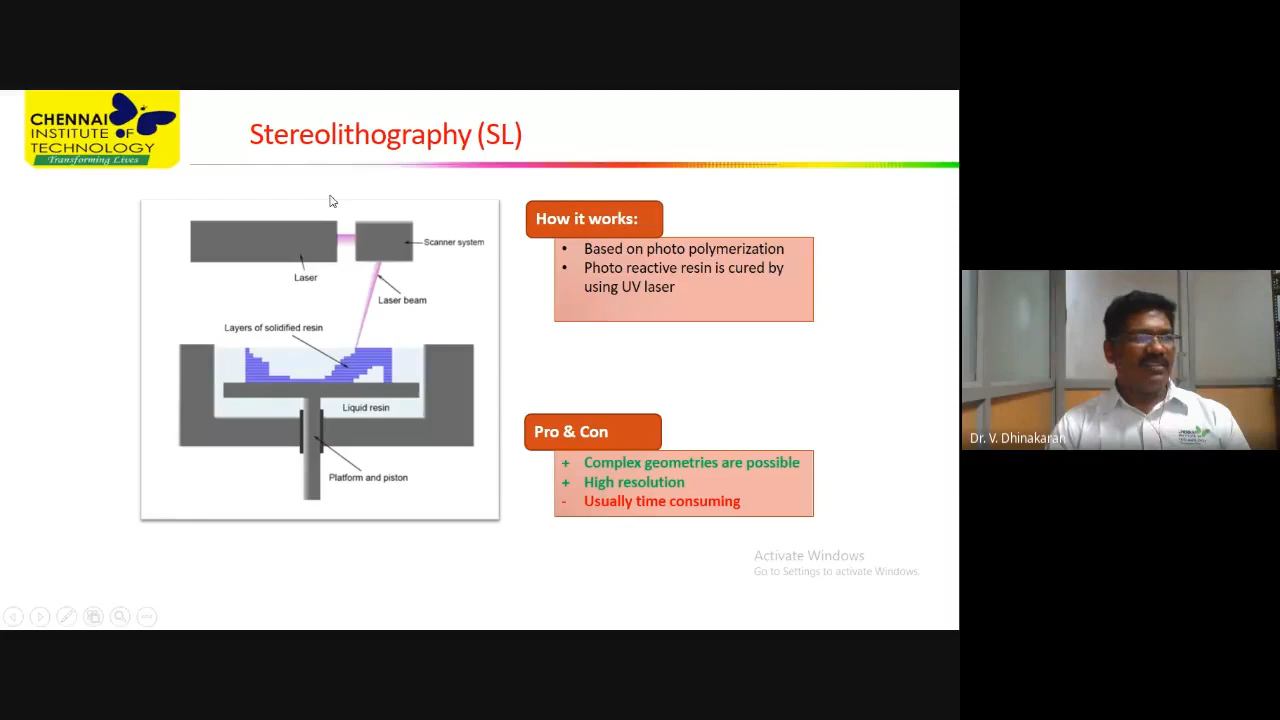 CHENNAI
INSTITUTE OF
TECHNOLOGY
Transforming Lives
Stereolithography (SL)
Scanner system
Laser
Laser beam
Layers of solidified resin
Liquid resin
Platform and piston
How it works:
• Based on photo polymerization
• Photo reactive resin is cured by
using UV laser
Pro & Con
+ Complex geometries are possible
+ High resolution
- Usually time consuming
Activate Windows
Go to Settings to activate Windows.
Dr. V. Dhinakaran